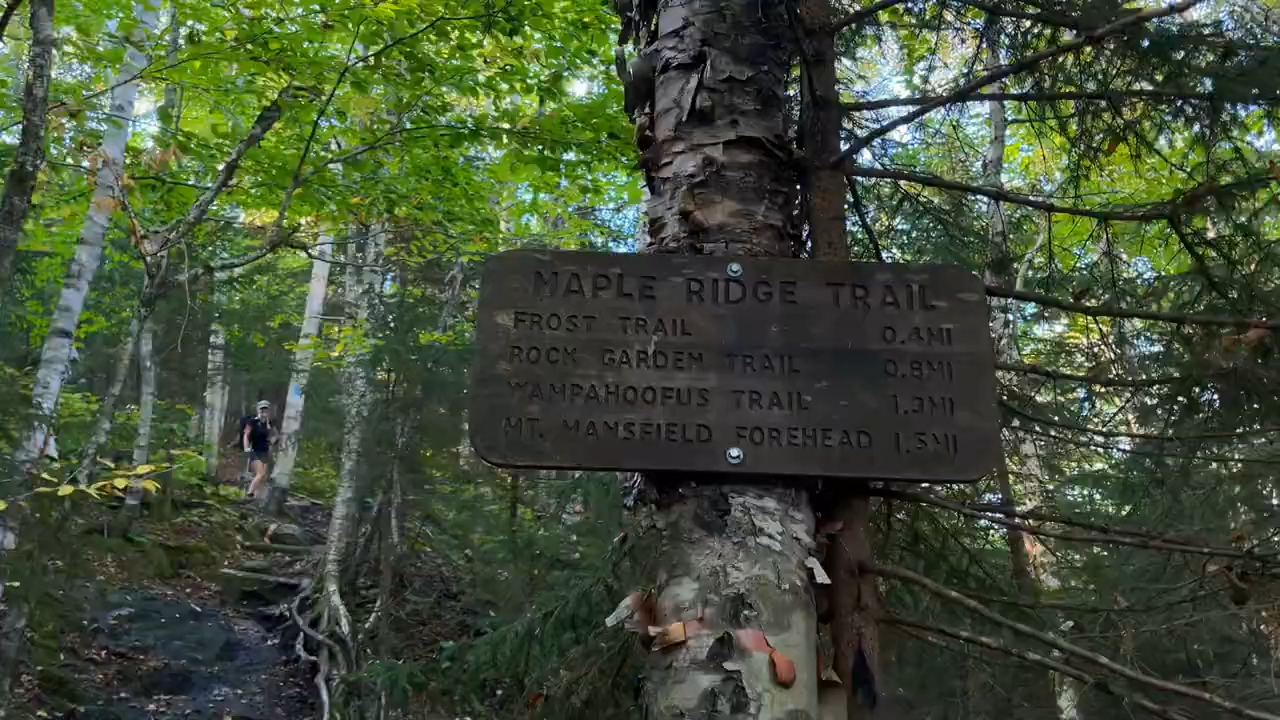 MAPLE RIDGE TRAIL
FROST TRAIL 0.4MI
ROCK GARDEN TRAIL 0.8MI
WAMPAHOOFUS TRAIL 1.3MI
MT. MANSFIELD FOREHEAD 1.5MI